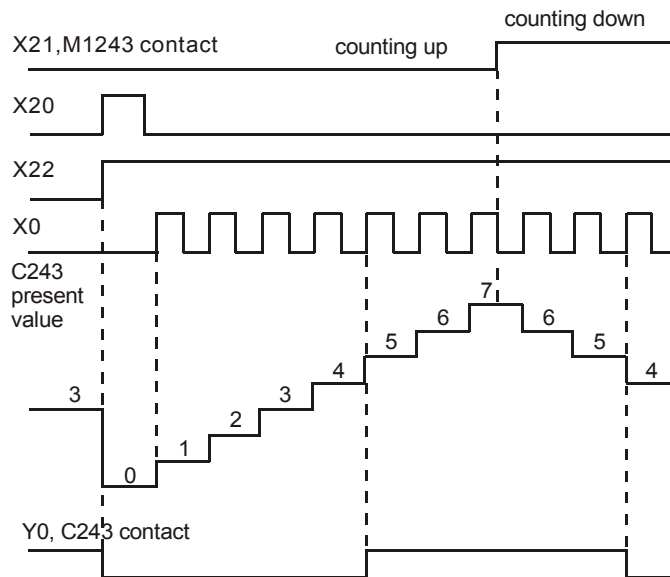 counting down
X21,M1243 contact
counting up
X20
X22
X0
C243
present
value
7
6
6
5
5
4
4
3
3
2
1
0
Y0, C243 contact